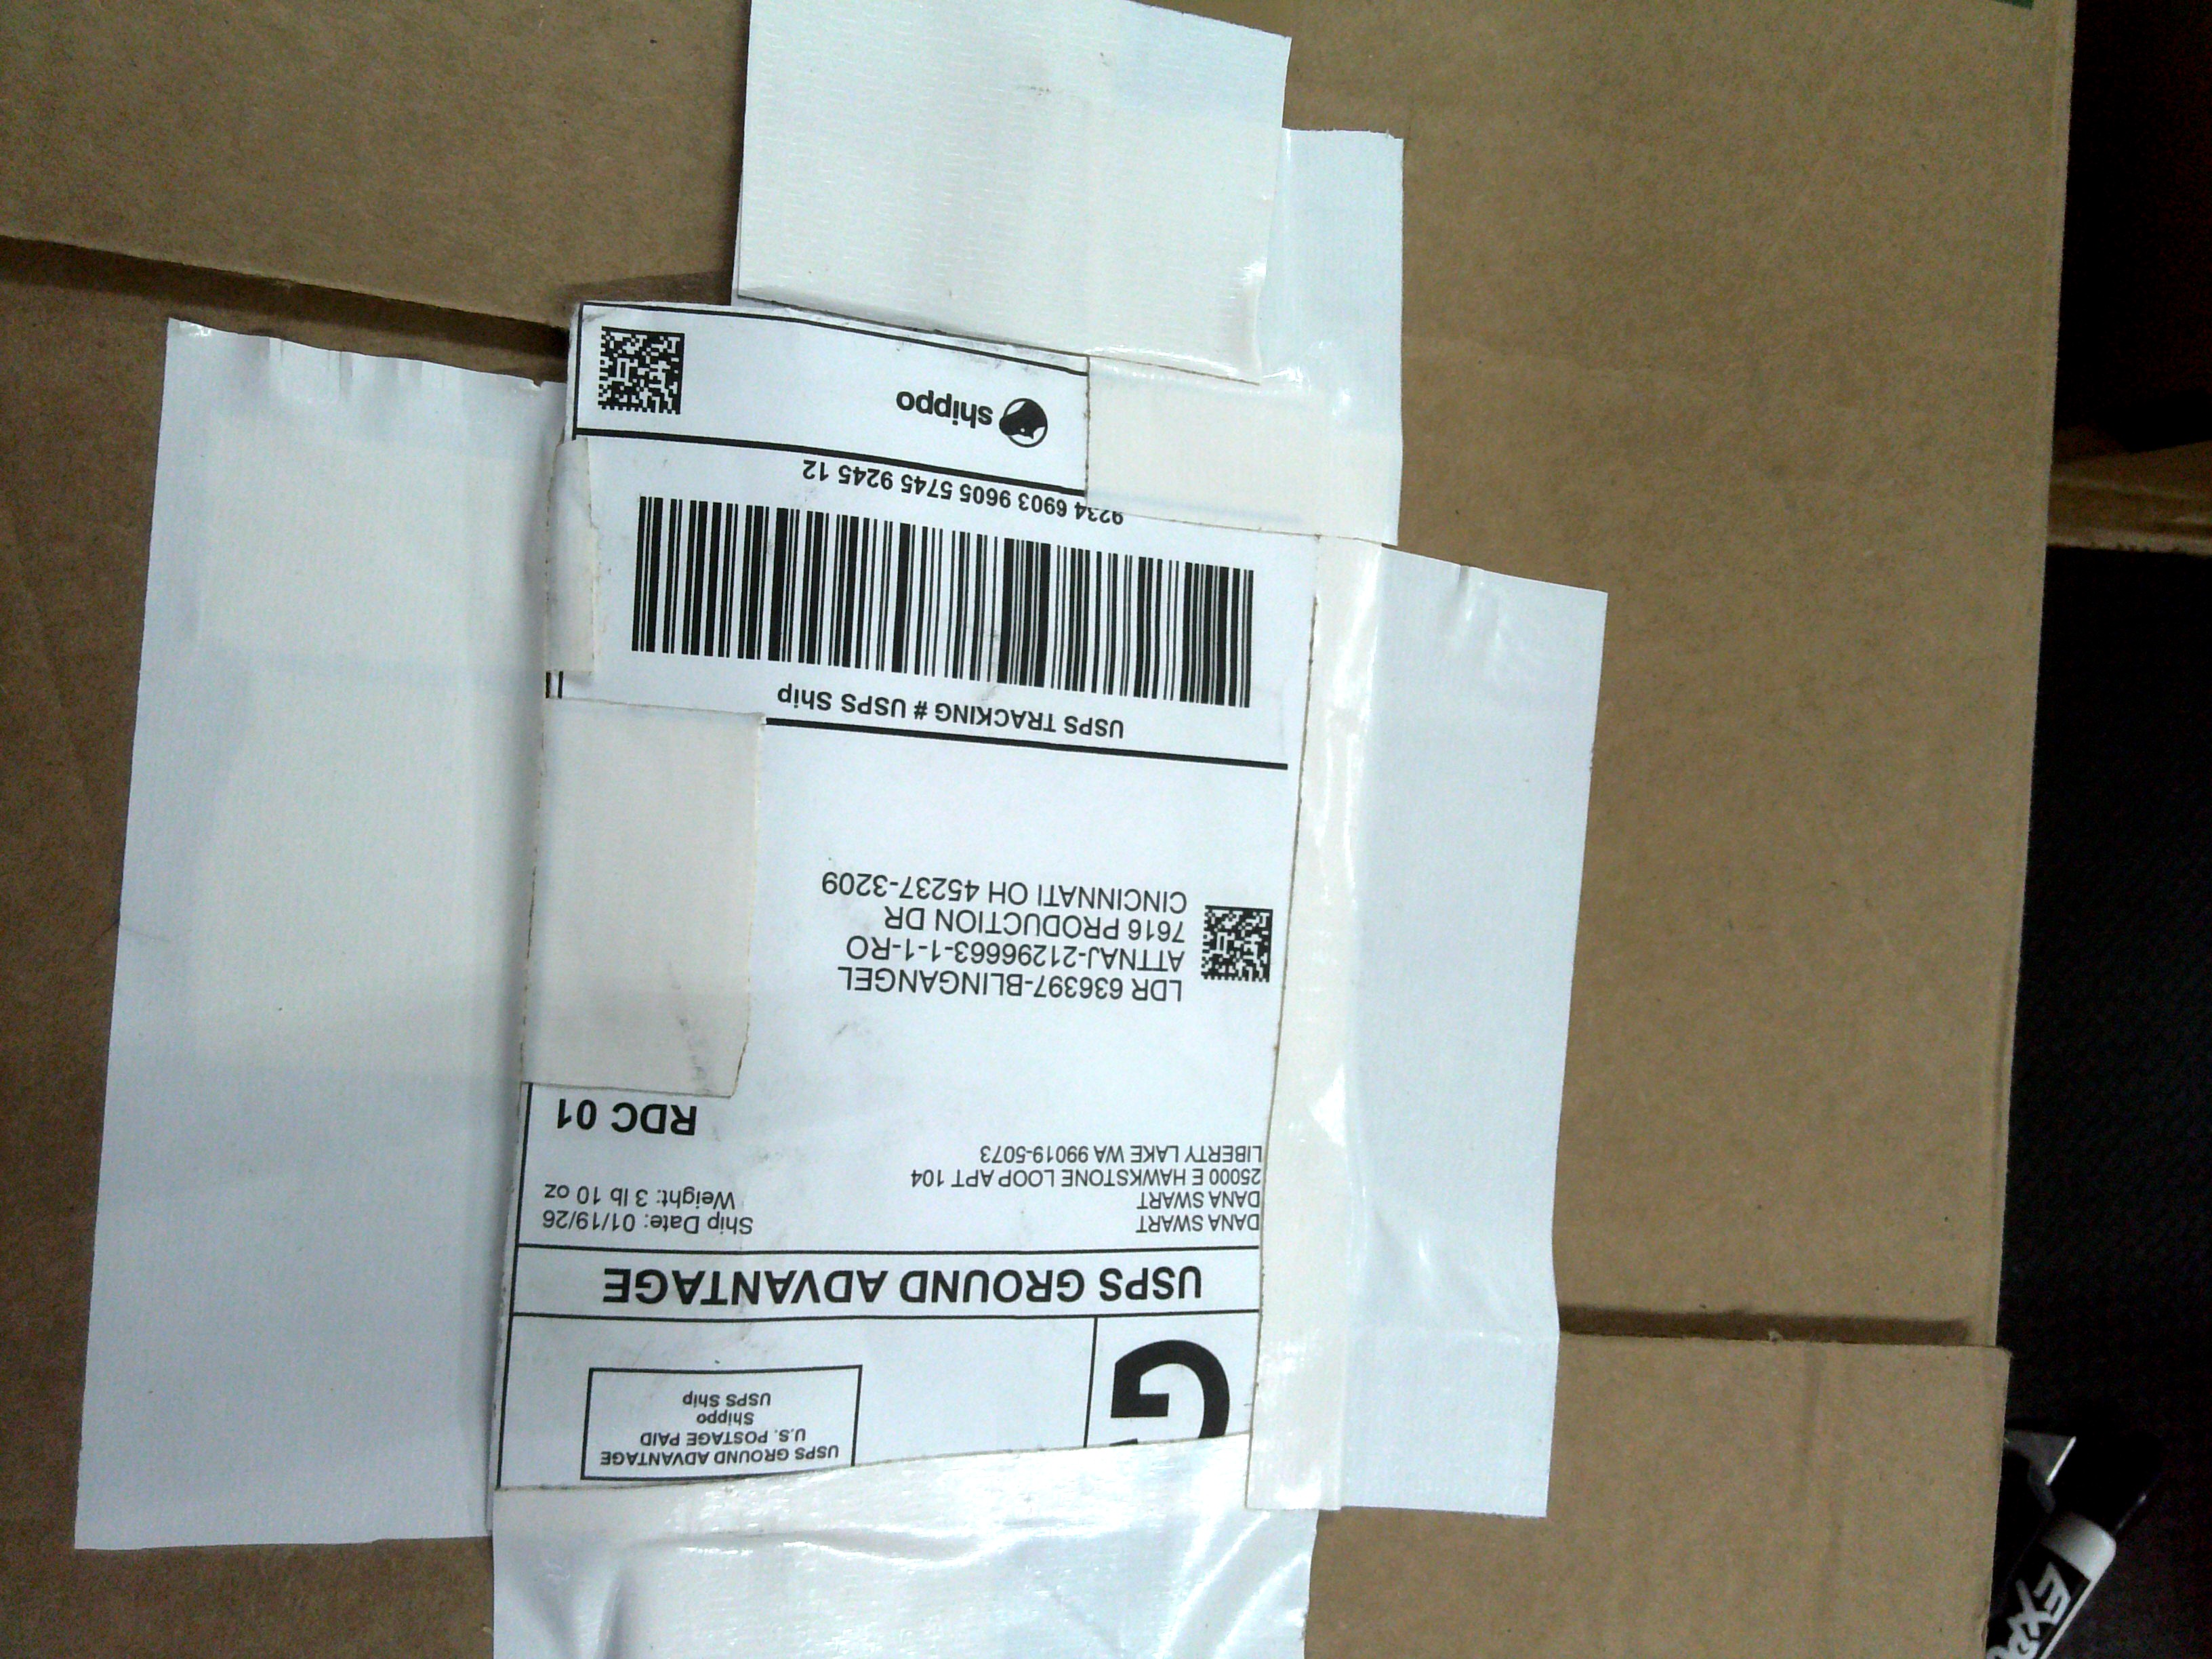 G
USPS GROUND ADVANTAGE
U.S. POSTAGE PAID
Shippo
USPS Ship
USPS GROUND ADVANTAGE
DANA SWART
DANA SWART
25000 E HAWKSTONE LOOP APT 104
LIBERTY LAKE WA 99019-5073
Ship Date: 01/19/26
Weight: 3 lb 10 oz
RDC 01
LDR 636397-BLINGANGEL
ATTNAJ-21296663-1-1-RO
7616 PRODUCTION DR
CINCINNATI OH 45237-3209
USPS TRACKING # USPS Ship
9234 6903 9605 5745 9245 12
shippo